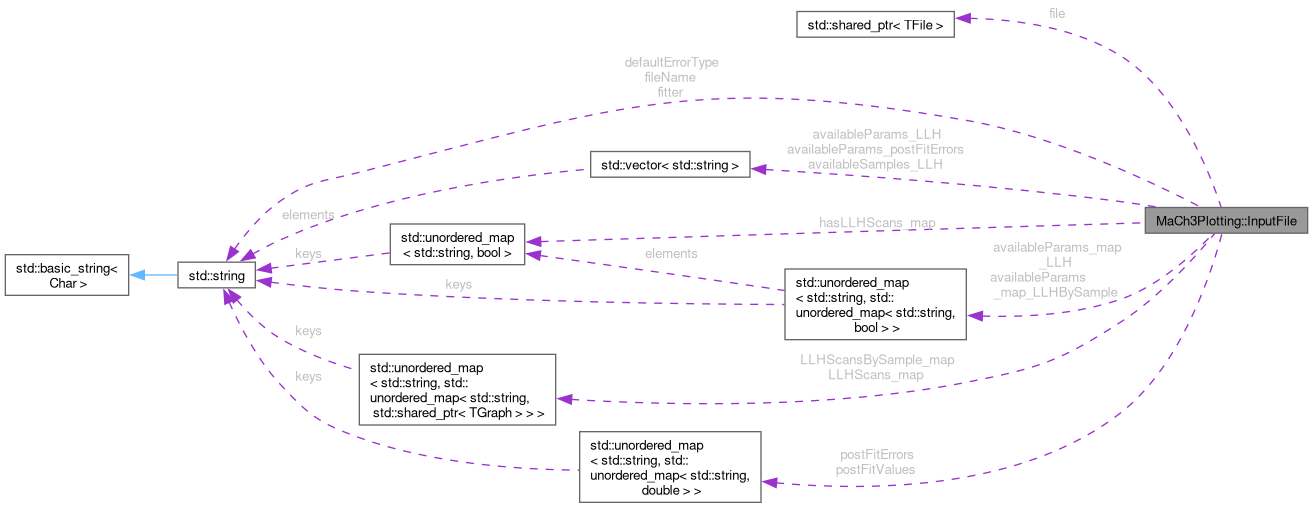 file
std::shared_ptr< TFile >
defaultErrorType
fileName
fitter
availableParams_LLH
availableParams_postFitErrors
availableSamples_LLH
std::vector< std::string >
elements
hasLLHScans_map
MaCh3Plotting::InputFile
std::unordered_map
< std::string, bool >
keys
elements
availableParams_map
_LLH
availableParams
_map_LLHBySample
std::basic_string<
Char >
std::string
keys
std::unordered_map
< std::string, std::
unordered_map< std::string,
bool > >
keys
LLHScansBySample_map
LLHScans_map
std::unordered_map
< std::string, std::
unordered_map< std::string,
std::shared_ptr< TGraph > > >
keys
std::unordered_map
< std::string, std::
unordered_map< std::string,
double > >
postFitErrors
postFitValues